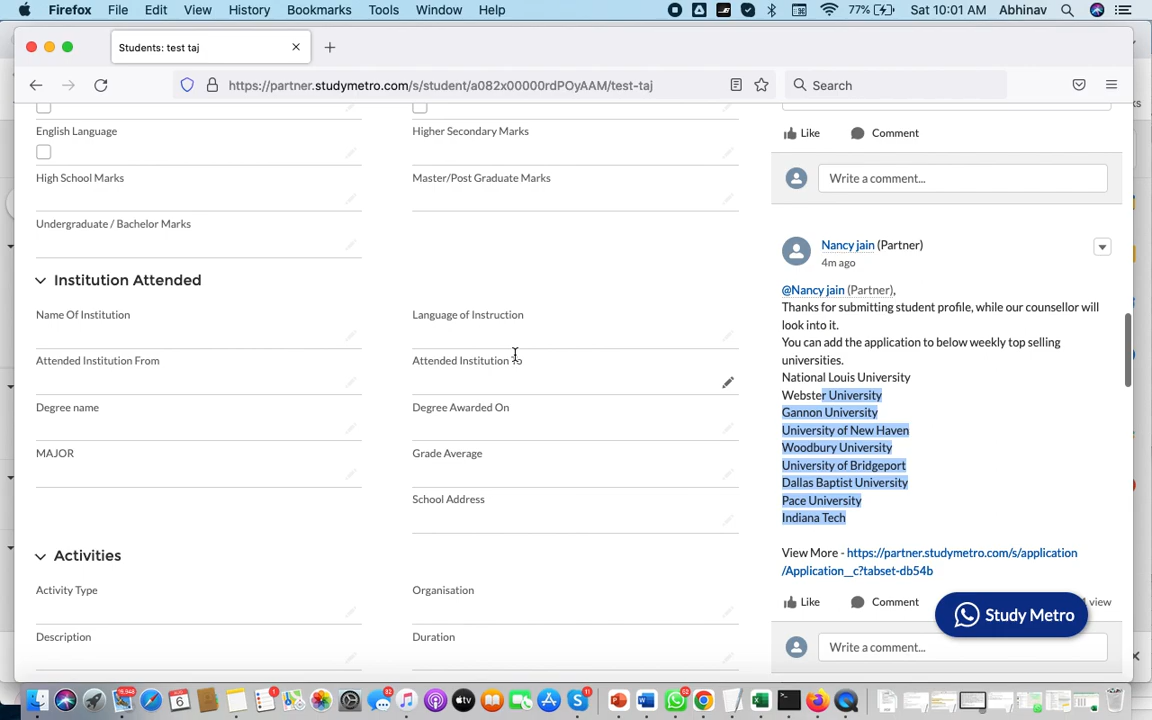 Firefox File Edit View History Bookmarks Tools Window Help 77% Sat 10:01 AM Abhinav
Students: test taj
https://partner.studymetro.com/s/student/a082x00000rdPOyAAM/test-taj
Search
English Language
Higher Secondary Marks
High School Marks
Master/Post Graduate Marks
Undergraduate / Bachelor Marks
Institution Attended
Name Of Institution
Language of Instruction
Attended Institution From
Attended Institution To
Degree name
Degree Awarded On
MAJOR
Grade Average
School Address
Activities
Activity Type
Organisation
Description
Duration
Like Comment
Write a comment...
Nancy jain (Partner)
4m ago
@Nancy jain (Partner),
Thanks for submitting student profile, while our counsellor will
look into it.
You can add the application to below weekly top selling
universities.
National Louis University
Webster University
Gannon University
University of New Haven
Woodbury University
University of Bridgeport
Dallas Baptist University
Pace University
Indiana Tech
View More - https://partner.studymetro.com/s/application
/Application__c?tabset-db54b
Like Comment view
Study Metro
Write a comment...